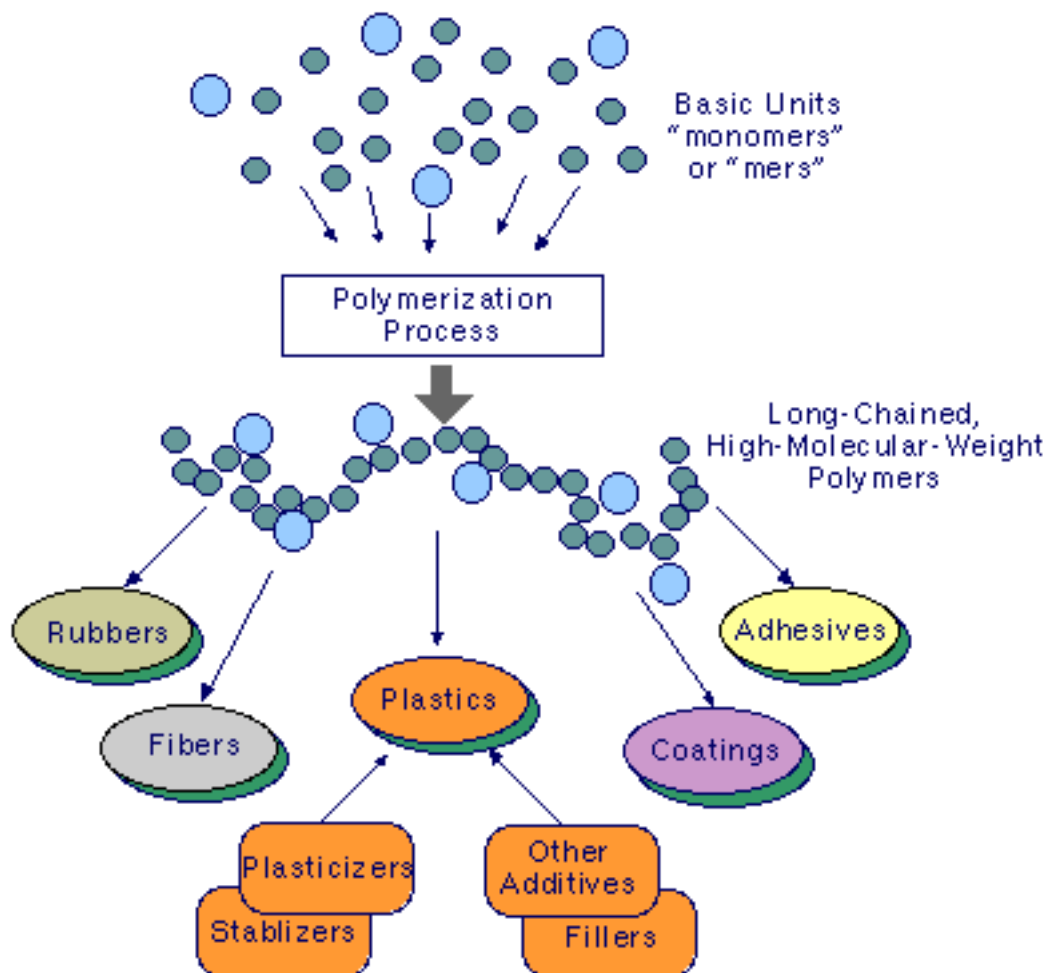 Basic Units
“monomers”
or “mers”
Polymerization
Process
Long-Chained,
High-Molecular-Weight
Polymers
Rubbers
Adhesives
Plastics
Fibers
Coatings
Plasticizers
Stablizers
Other
Additives
Fillers